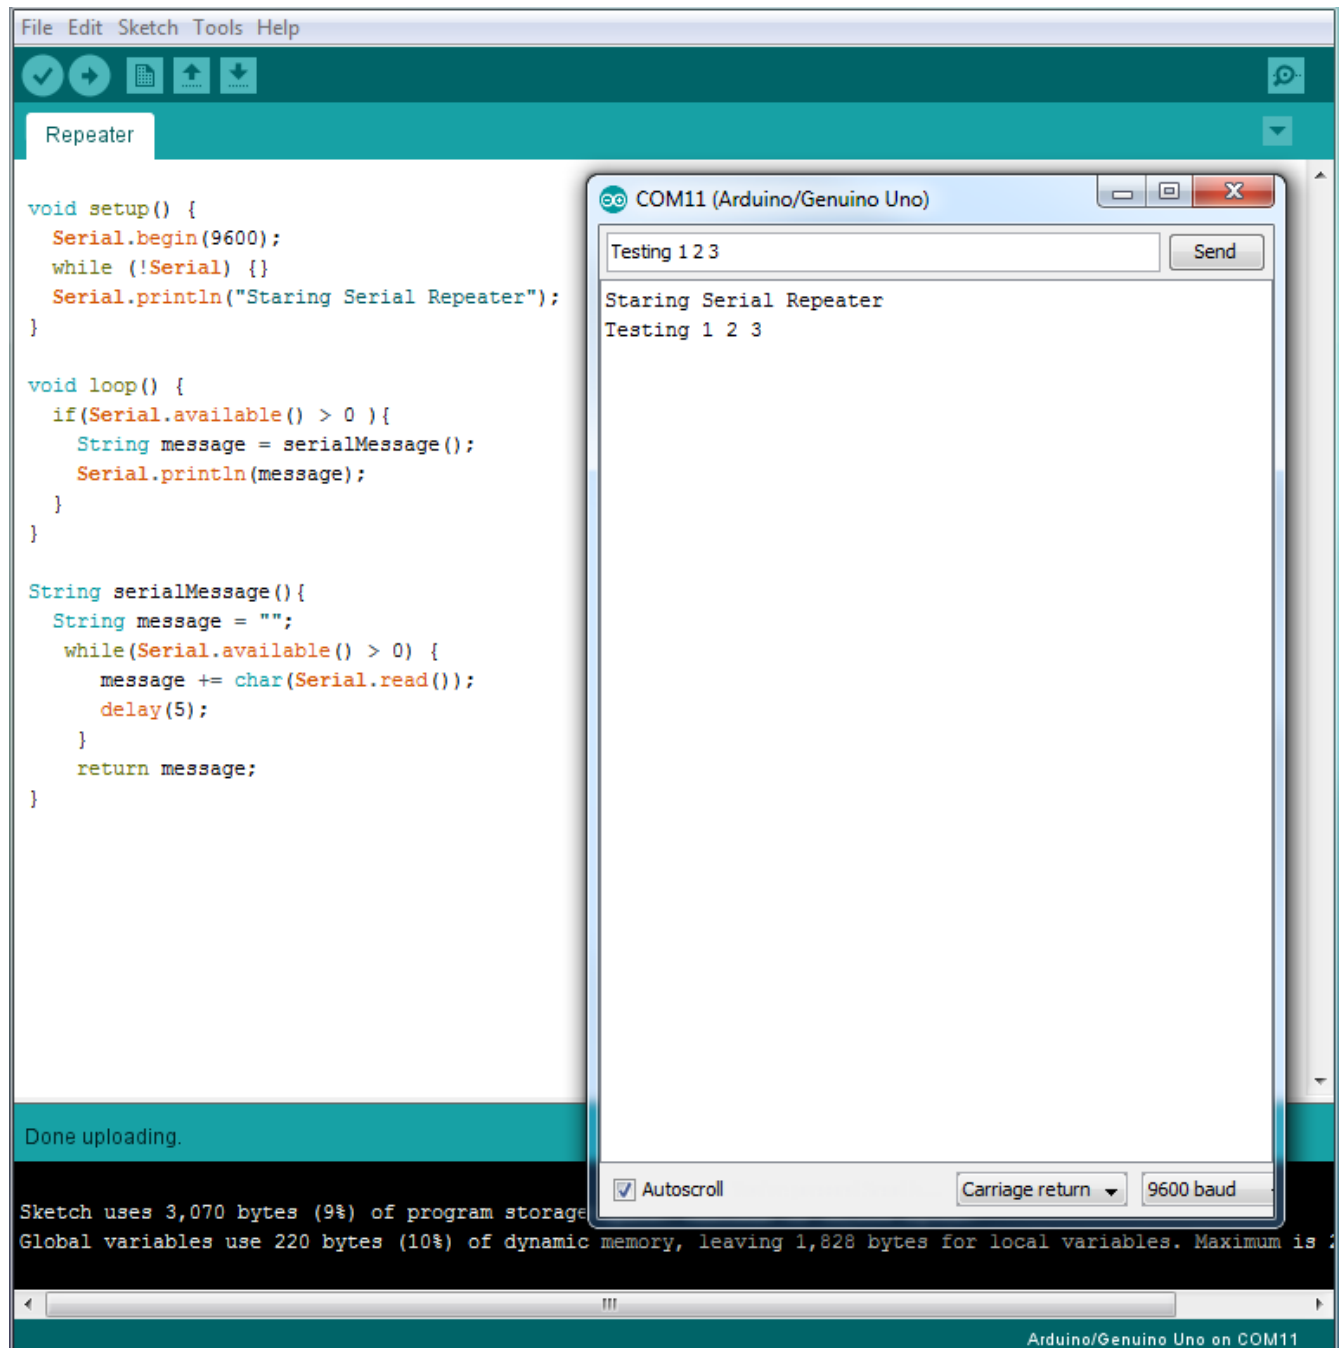 File Edit Sketch Tools Help
Repeater
void setup() {
  Serial.begin(9600);
  while (!Serial) {}
  Serial.println("Staring Serial Repeater");
}

void loop() {
  if(Serial.available() > 0 ){
    String message = serialMessage();
    Serial.println(message);
  }
}

String serialMessage(){
  String message = "";
   while(Serial.available() > 0) {
      message += char(Serial.read());
      delay(5);
    }
    return message;
}
COM11 (Arduino/Genuino Uno)
Testing 1 2 3
Send
Staring Serial Repeater
Testing 1 2 3
Autoscroll
Carriage return
9600 baud
Done uploading.
Sketch uses 3,070 bytes (9%) of program storage
Global variables use 220 bytes (10%) of dynamic memory, leaving 1,828 bytes for local variables. Maximum is
Arduino/Genuino Uno on COM11